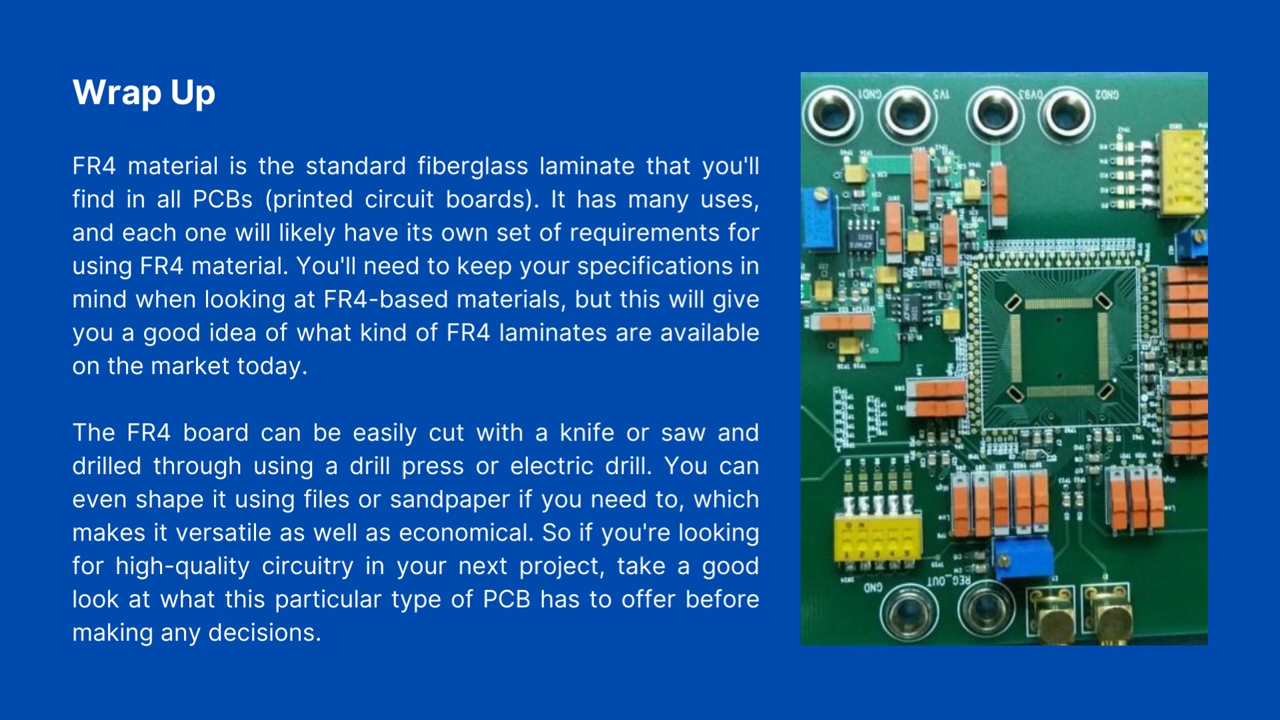 Wrap Up
FR4 material is the standard fiberglass laminate that you'll
find in all PCBs (printed circuit boards). It has many uses,
and each one will likely have its own set of requirements for
using FR4 material. You'll need to keep your specifications in
mind when looking at FR4-based materials, but this will give
you a good idea of what kind of FR4 laminates are available
on the market today.
The FR4 board can be easily cut with a knife or saw and
drilled through using a drill press or electric drill. You can
even shape it using files or sandpaper if you need to, which
makes it versatile as well as economical. So if you're looking
for high-quality circuitry in your next project, take a good
look at what this particular type of PCB has to offer before
making any decisions.
GND1
1V5
0V93
GND2
GND
REG_OUT